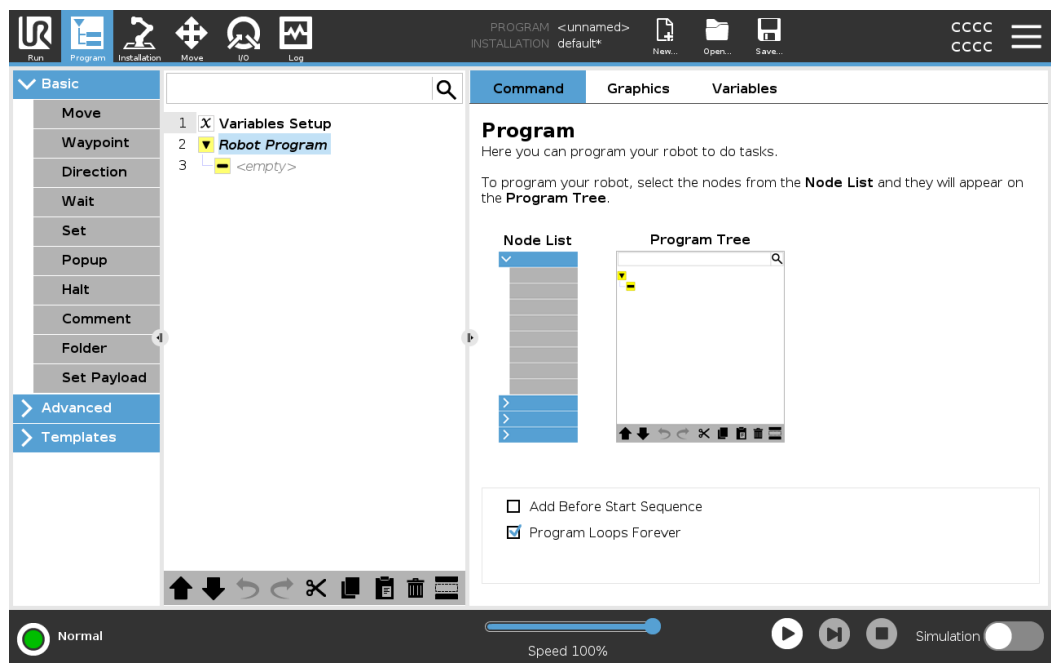 PROGRAM <unnamed>
INSTALLATION default*
UR
Run
Program
Installation
Move
I/O
Log
New...
Open...
Save...
CCCC
CCCC
Basic
Move
Waypoint
Direction
Wait
Set
Popup
Halt
Comment
Folder
Set Payload
Advanced
Templates
1 X Variables Setup
2 Robot Program
3 <empty>
Command Graphics Variables
Program
Here you can program your robot to do tasks.
To program your robot, select the nodes from the Node List and they will appear on
the Program Tree.
Node List Program Tree
Add Before Start Sequence
Program Loops Forever
Normal
Speed 100%
Simulation